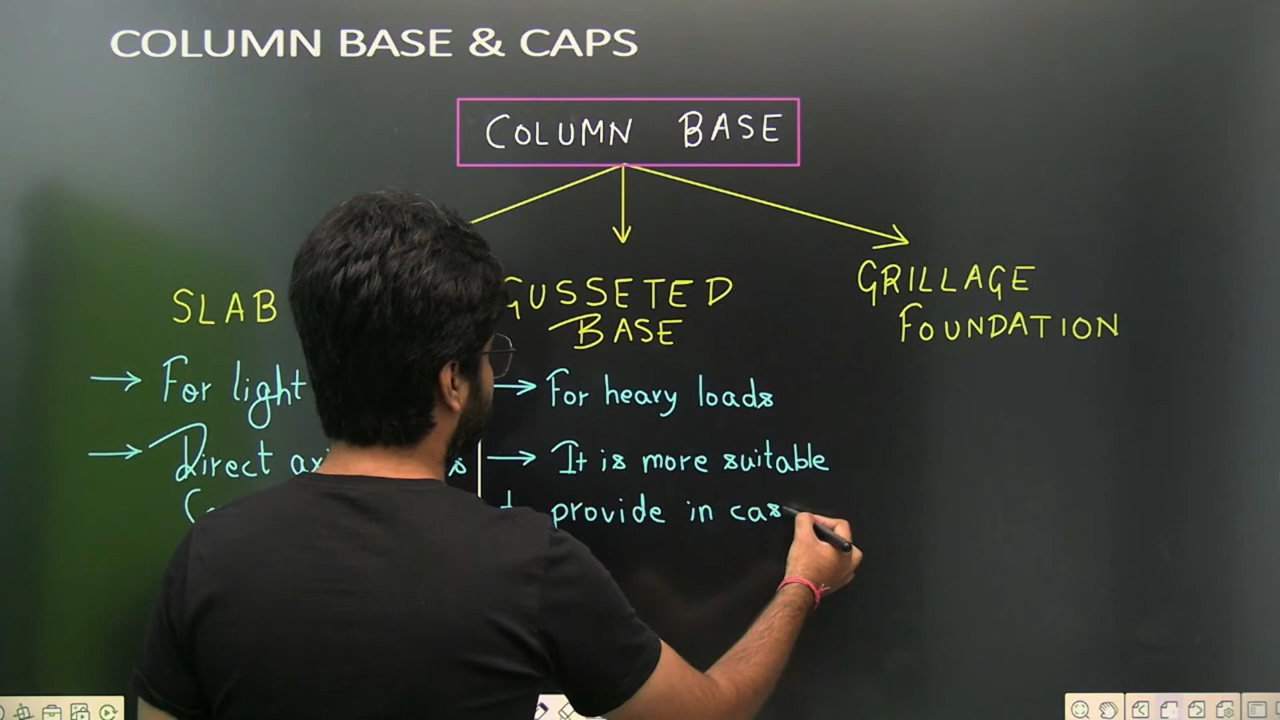 COLUMN BASE & CAPS
COLUMN BASE
SLAB
→ For light
→ Direct
GUSSETED
BASE
→ For heavy loads
→ It is more suitable
provide in cas
GRILLAGE
FOUNDATION